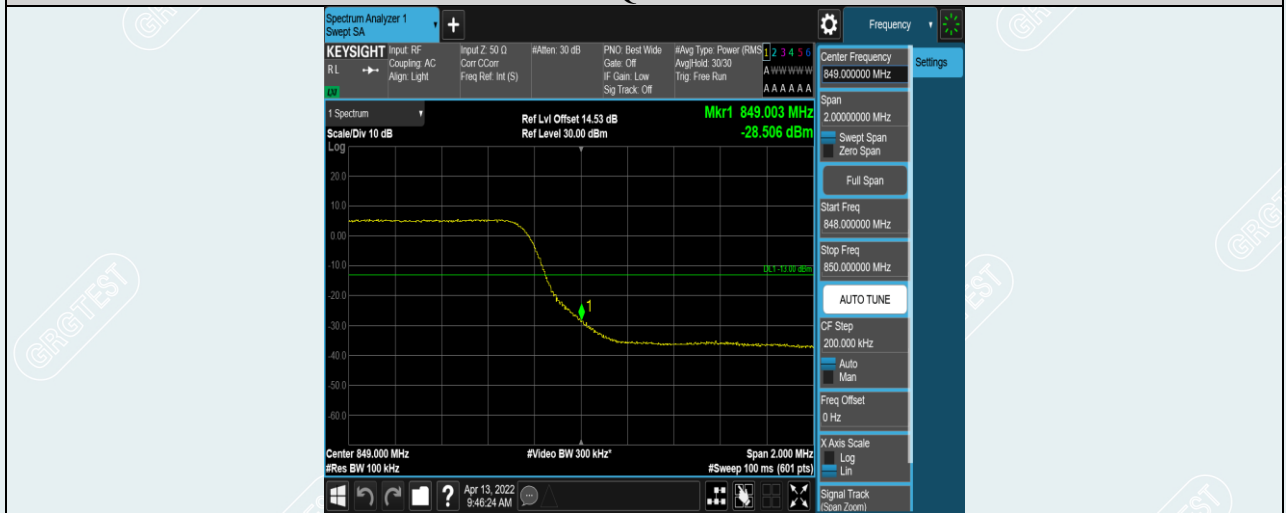 Spectrum Analyzer 1
Swept SA
+
Frequency
KEYSIGHT
RL
LW
Input: RF
Coupling: AC
Align: Light
Input Z: 50 Ω
Corr CCorr
Freq Ref: Int (S)
#Atten: 30 dB
PNO: Best Wide
Gate: Off
IF Gain: Low
Sig Track: Off
#Avg Type: Power (RMS
Avg|Hold: 30/30
Trig: Free Run
1 2 3 4 5 6
A WW WW W
A A A A A A
Center Frequency
849.000000 MHz
Settings
1 Spectrum
Scale/Div 10 dB
Log
Ref Lvl Offset 14.53 dB
Ref Level 30.00 dBm
Mkr1 849.003 MHz
-28.506 dBm
20.0
10.0
0.00
-10.0
-20.0
-30.0
-40.0
-50.0
-60.0
DL1 -13.00 dBm
1
Center 849.000 MHz
#Res BW 100 kHz
#Video BW 300 kHz*
Span 2.000 MHz
#Sweep 100 ms (601 pts)
Span
2.00000000 MHz
Swept Span
Zero Span
Full Span
Start Freq
848.000000 MHz
Stop Freq
850.000000 MHz
AUTO TUNE
CF Step
200.000 kHz
Auto
Man
Freq Offset
0 Hz
X Axis Scale
Log
Lin
Signal Track
(Span Zoom)
?
Apr 13, 2022
9:46:24 AM
GRGTEST
GRGTEST